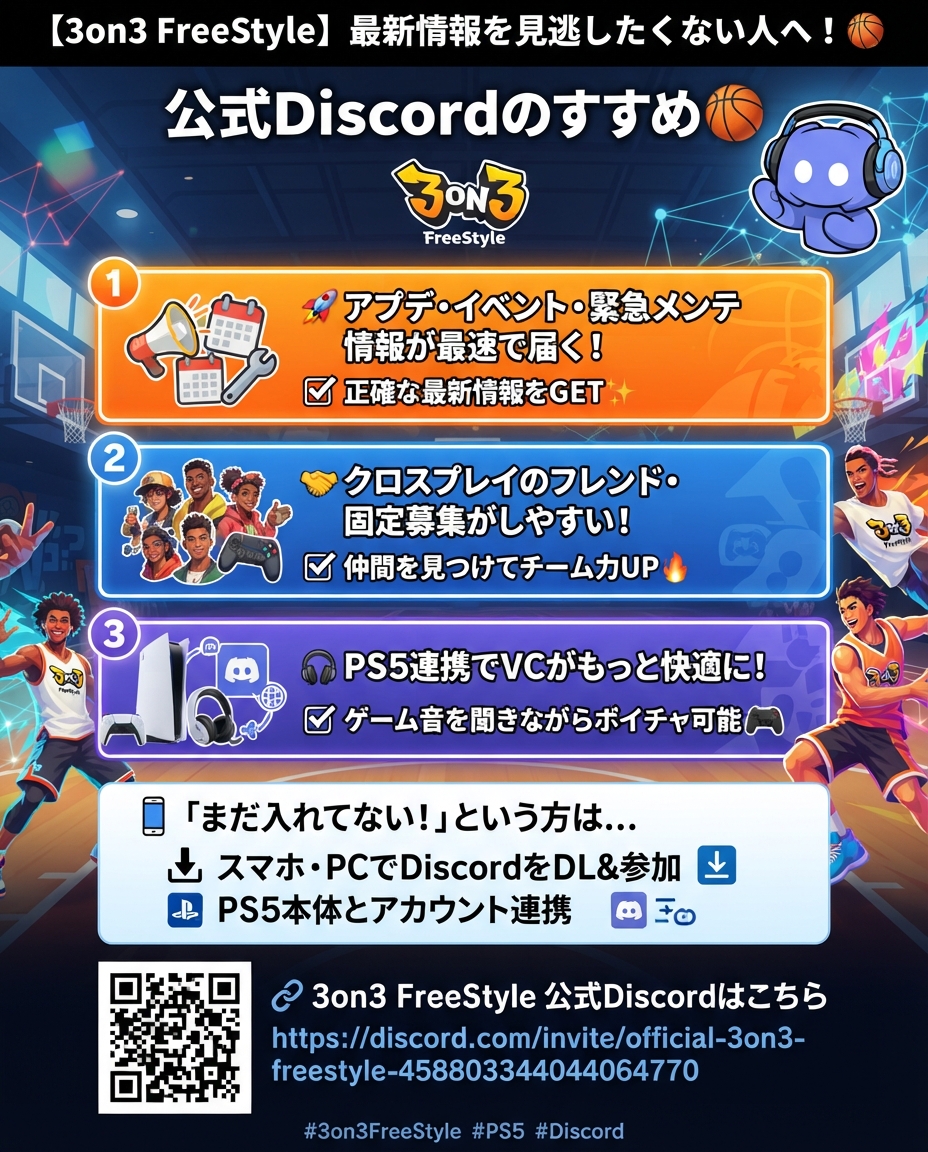 【3on3 FreeStyle】最新情報を見逃したくない人へ！🏀
公式Discordのすすめ🏀
3ON3
FreeStyle
1
🚀アプデ・イベント・緊急メンテ
情報が最速で届く！
☑正確な最新情報をGET✨
2
🤝クロスプレイのフレンド・
固定募集がしやすい！
☑仲間を見つけてチーム力UP🔥
3
🎧PS5連携でVCがもっと快適に！
☑ゲーム音を聞きながらボイチャ可能🎮
📱「まだ入れてない！」という方は...
スマホ・PCでDiscordをDL&参加
PS5本体とアカウント連携
🔗3on3 FreeStyle 公式Discordはこちら
https://discord.com/invite/official-3on3-
freestyle-458803344044064770
#3on3FreeStyle #PS5 #Discord